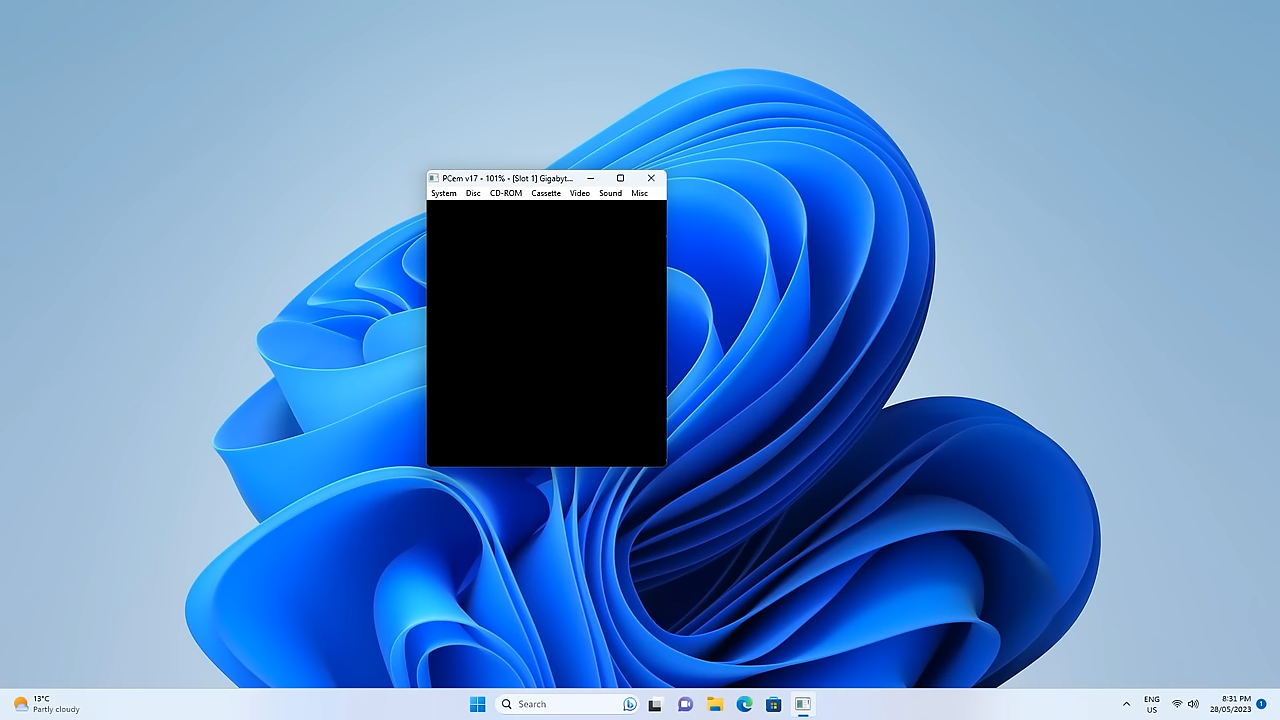 PCem v17 - 101% - [Slot 1] Gigabyt...
System Disc CD-ROM Cassette Video Sound Misc
13°C
Partly cloudy
Search
ENG
US
8:31 PM
28/05/2023
1